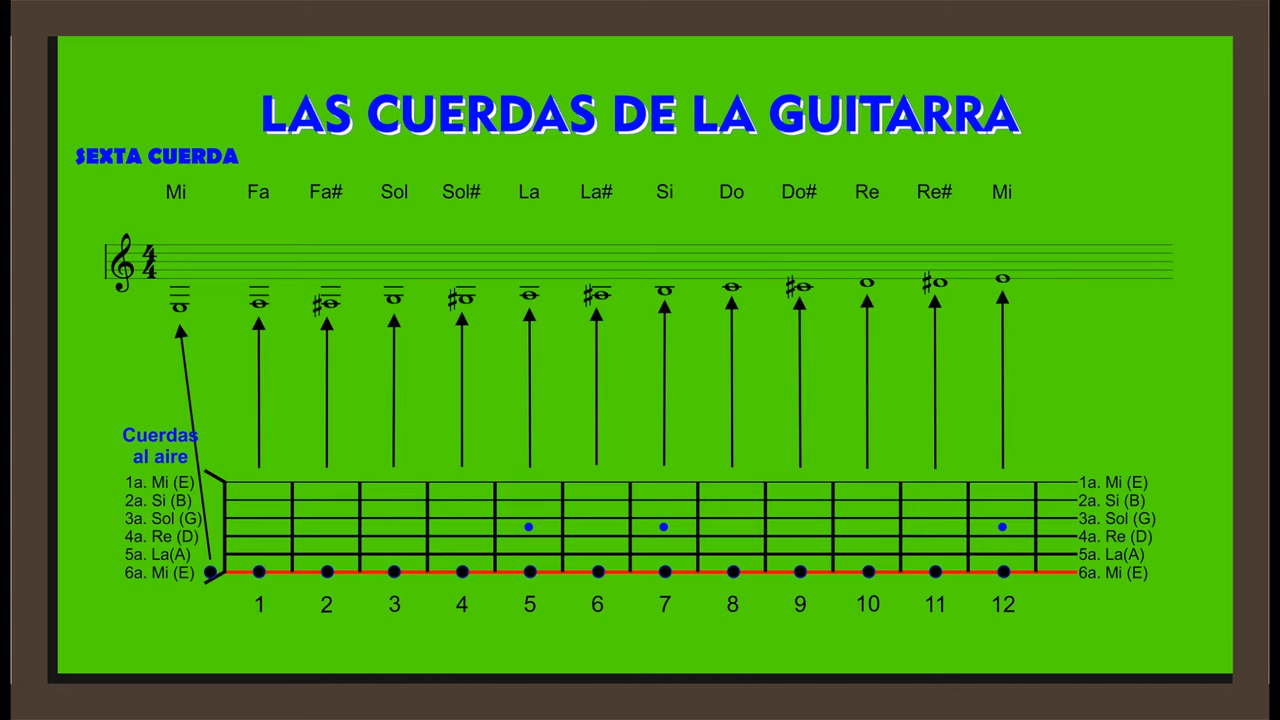 LAS CUERDAS DE LA GUITARRA
SEXTA CUERDA
Mi Fa Fa# Sol Sol# La La# Si Do Do# Re Re# Mi
4
4
Cuerdas
al aire
1a. Mi (E) 1a. Mi (E)
2a. Si (B) 2a. Si (B)
3a. Sol (G) 3a. Sol (G)
4a. Re (D) 4a. Re (D)
5a. La(A) 5a. La(A)
6a. Mi (E) 6a. Mi (E)
1 2 3 4 5 6 7 8 9 10 11 12